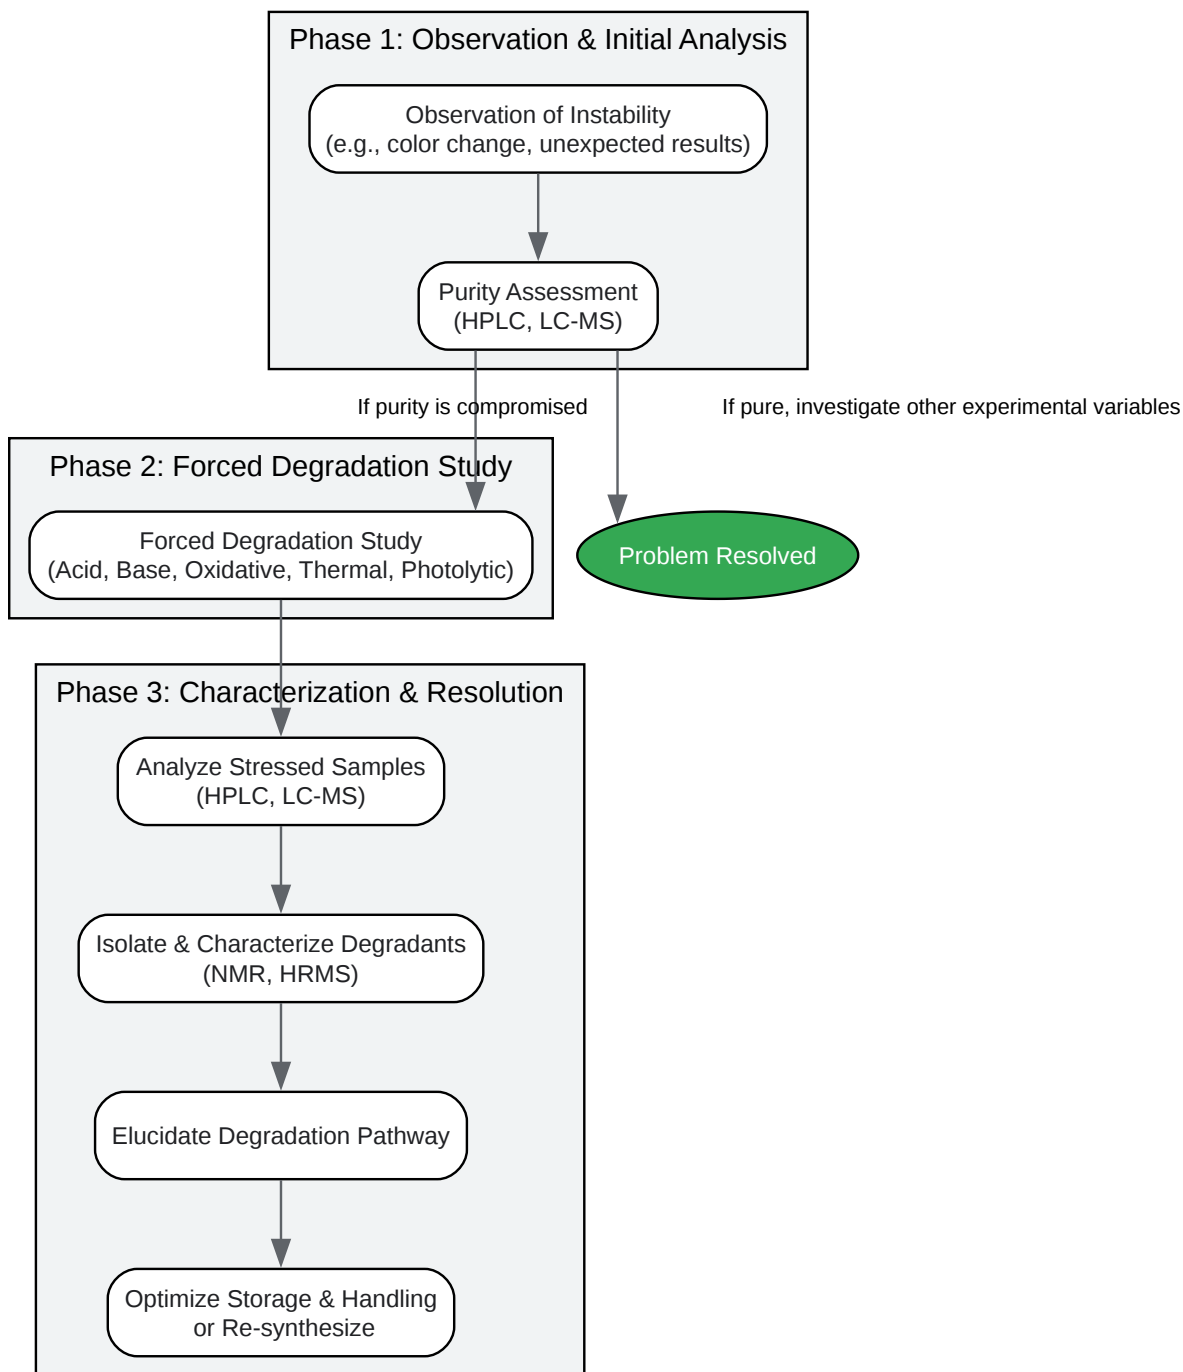 Phase 1: Observation & Initial Analysis
Observation of Instability
(e.g., color change, unexpected results)
Purity Assessment
(HPLC, LC-MS)
If purity is compromised
If pure, investigate other experimental variables
Phase 2: Forced Degradation Study
Forced Degradation Study
(Acid, Base, Oxidative, Thermal, Photolytic)
Problem Resolved
Phase 3: Characterization & Resolution
Analyze Stressed Samples
(HPLC, LC-MS)
Isolate & Characterize Degradants
(NMR, HRMS)
Elucidate Degradation Pathway
Optimize Storage & Handling
or Re-synthesize